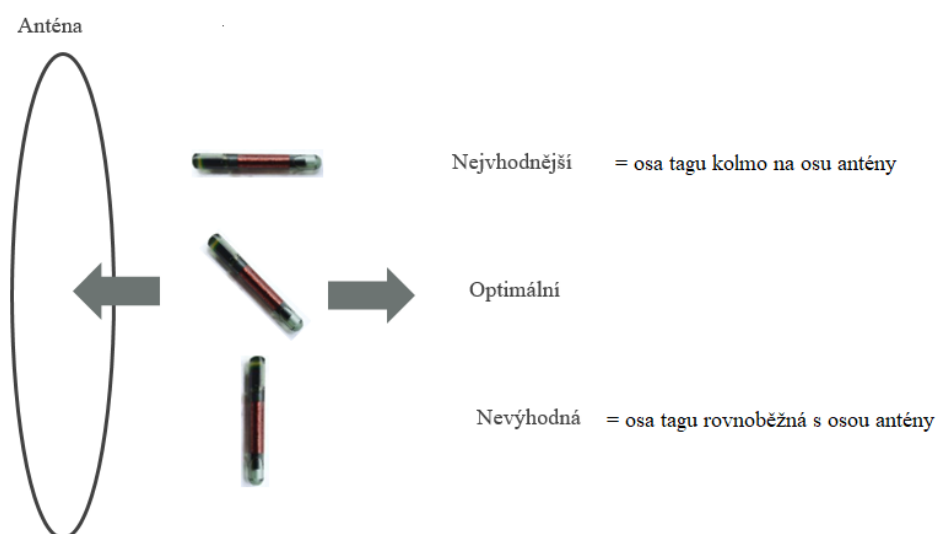 Anténa
Nejvhodnější = osa tagu kolmo na osu antény
Optimální
Nevýhodná = osa tagu rovnoběžná s osou antény